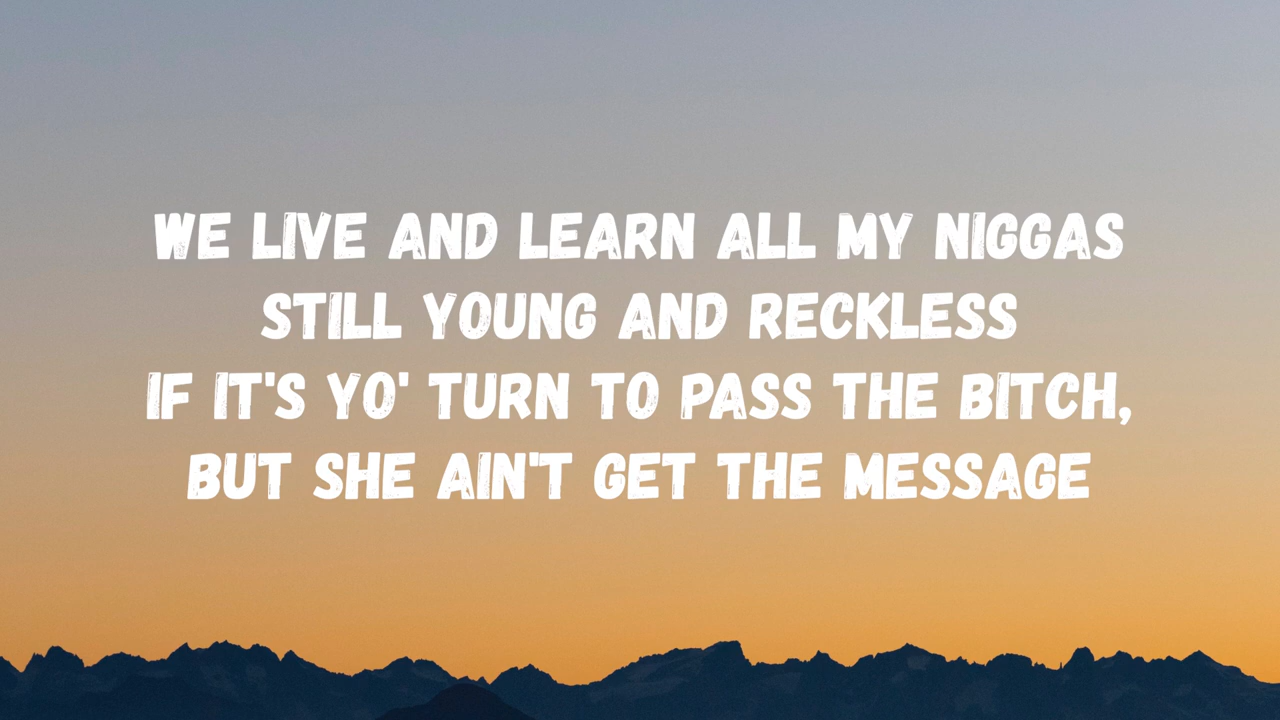 WE LIVE AND LEARN ALL MY NIGGAS
STILL YOUNG AND RECKLESS
IF IT'S YO' TURN TO PASS THE BITCH,
BUT SHE AIN'T GET THE MESSAGE